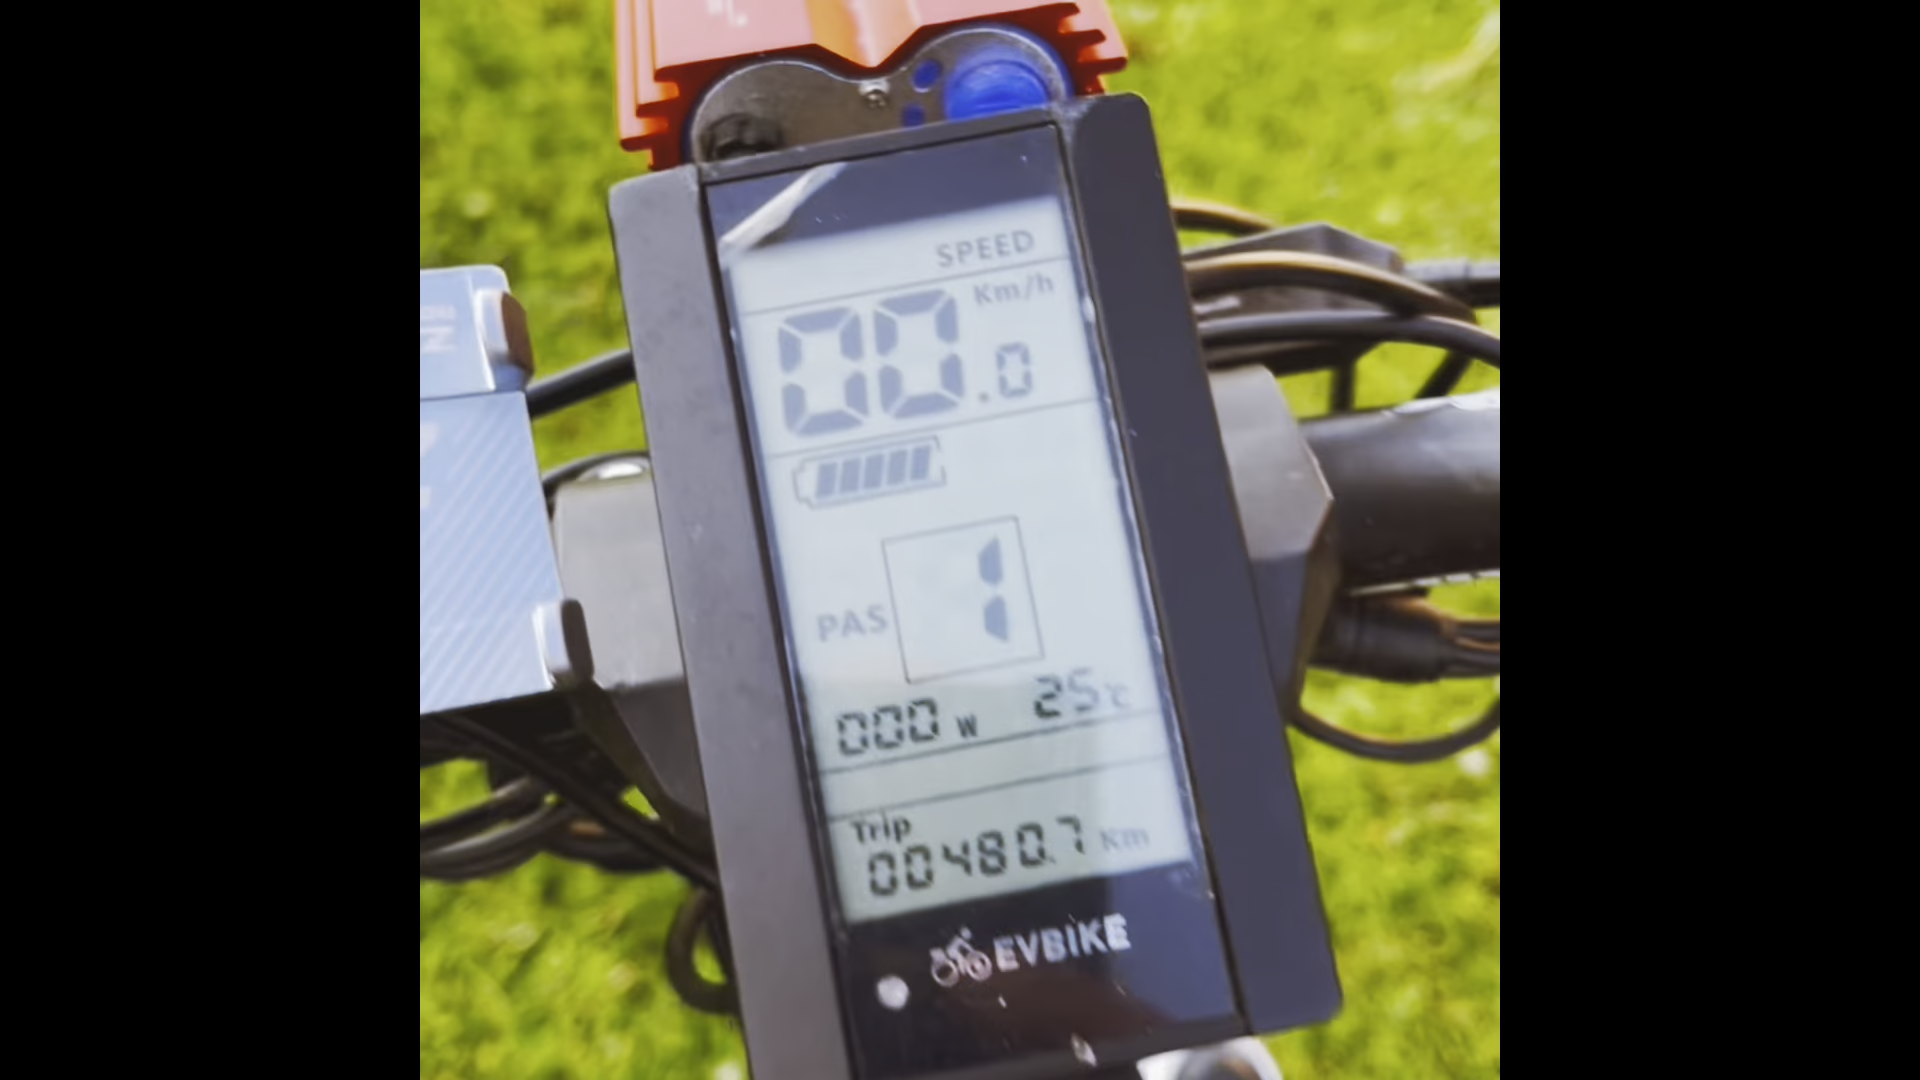 SPEED
Km/h
00.0
PAS 1
000 W 25 °C
Trip
00480.7 Km
EVBIKE